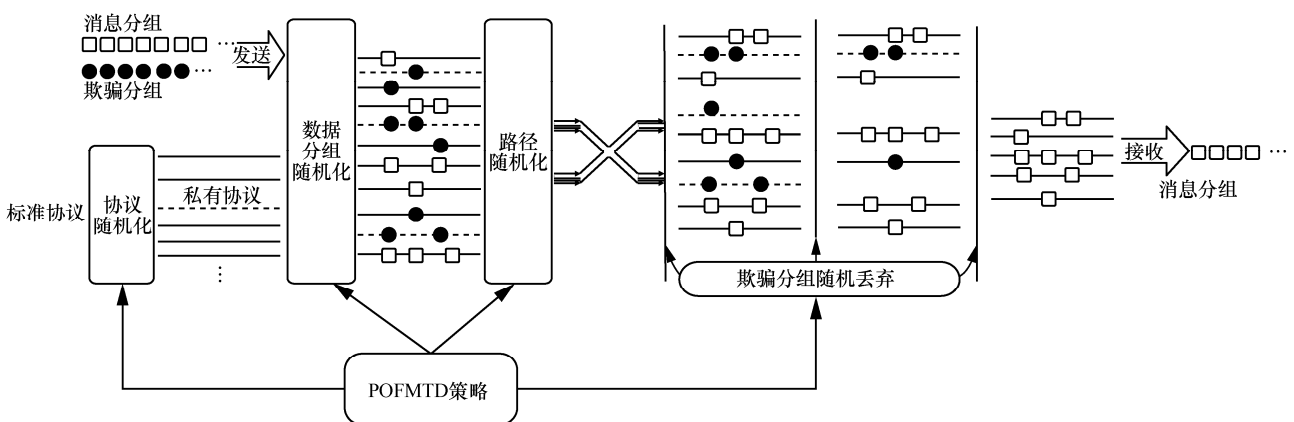 消息分组
发送
欺骗分组
标准协议
协议
随机化
私有协议
数据
分组
随机化
路径
随机化
欺骗分组随机丢弃
接收
消息分组
POFMTD策略